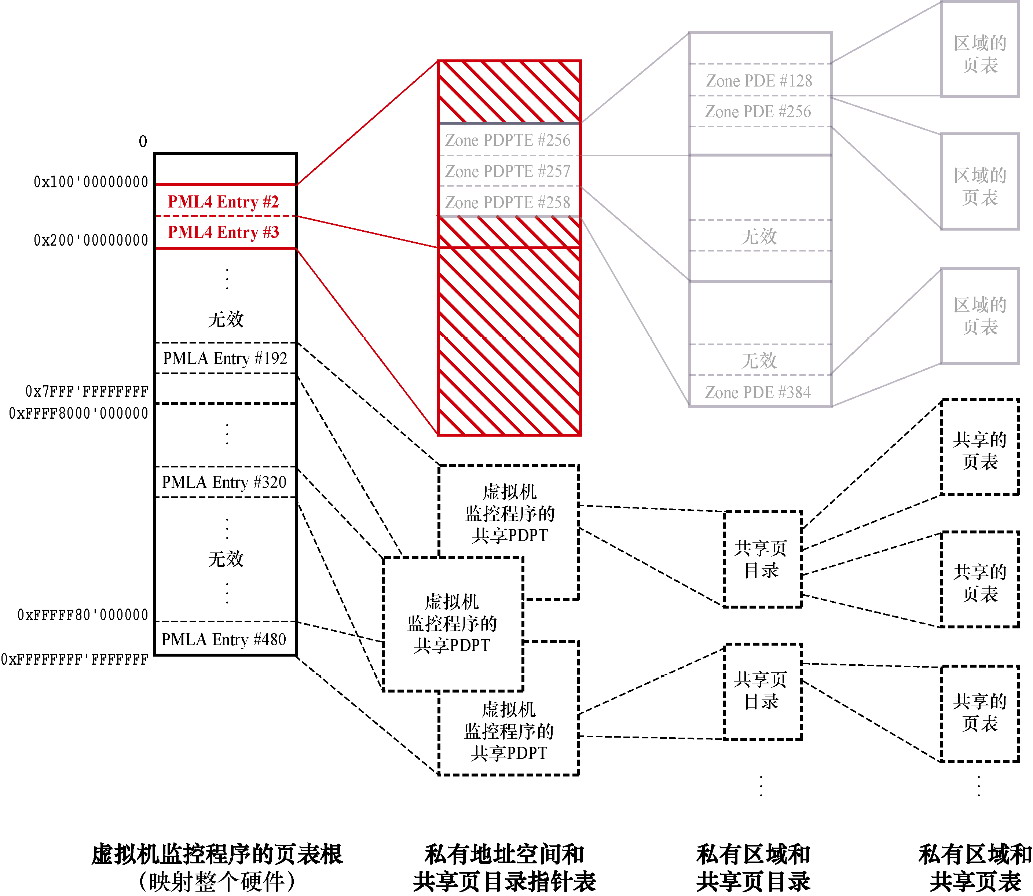 0
0x100'00000000
PML4 Entry #2
PML4 Entry #3
0x200'00000000
无效
PMLA Entry #192
0x7FFF'FFFFFFFF
0xFFFF8000'000000
PMLA Entry #320
无效
0xFFFFF80'000000
PMLA Entry #480
0xFFFFFFFF'FFFFFFF
Zone PDPTE #256
Zone PDPTE #257
Zone PDPTE #258
虚拟机
监控程序的
共享PDPT
虚拟机
监控程序的
共享PDPT
虚拟机
监控程序的
共享PDPT
Zone PDE #128
Zone PDE #256
无效
无效
Zone PDE #384
共享页
目录
共享页
目录
区域的
页表
区域的
页表
区域的
页表
共享的
页表
共享的
页表
共享的
页表
虚拟机监控程序的页表根
（映射整个硬件）
私有地址空间和
共享页目录指针表
私有区域和
共享页目录
私有区域和
共享页表